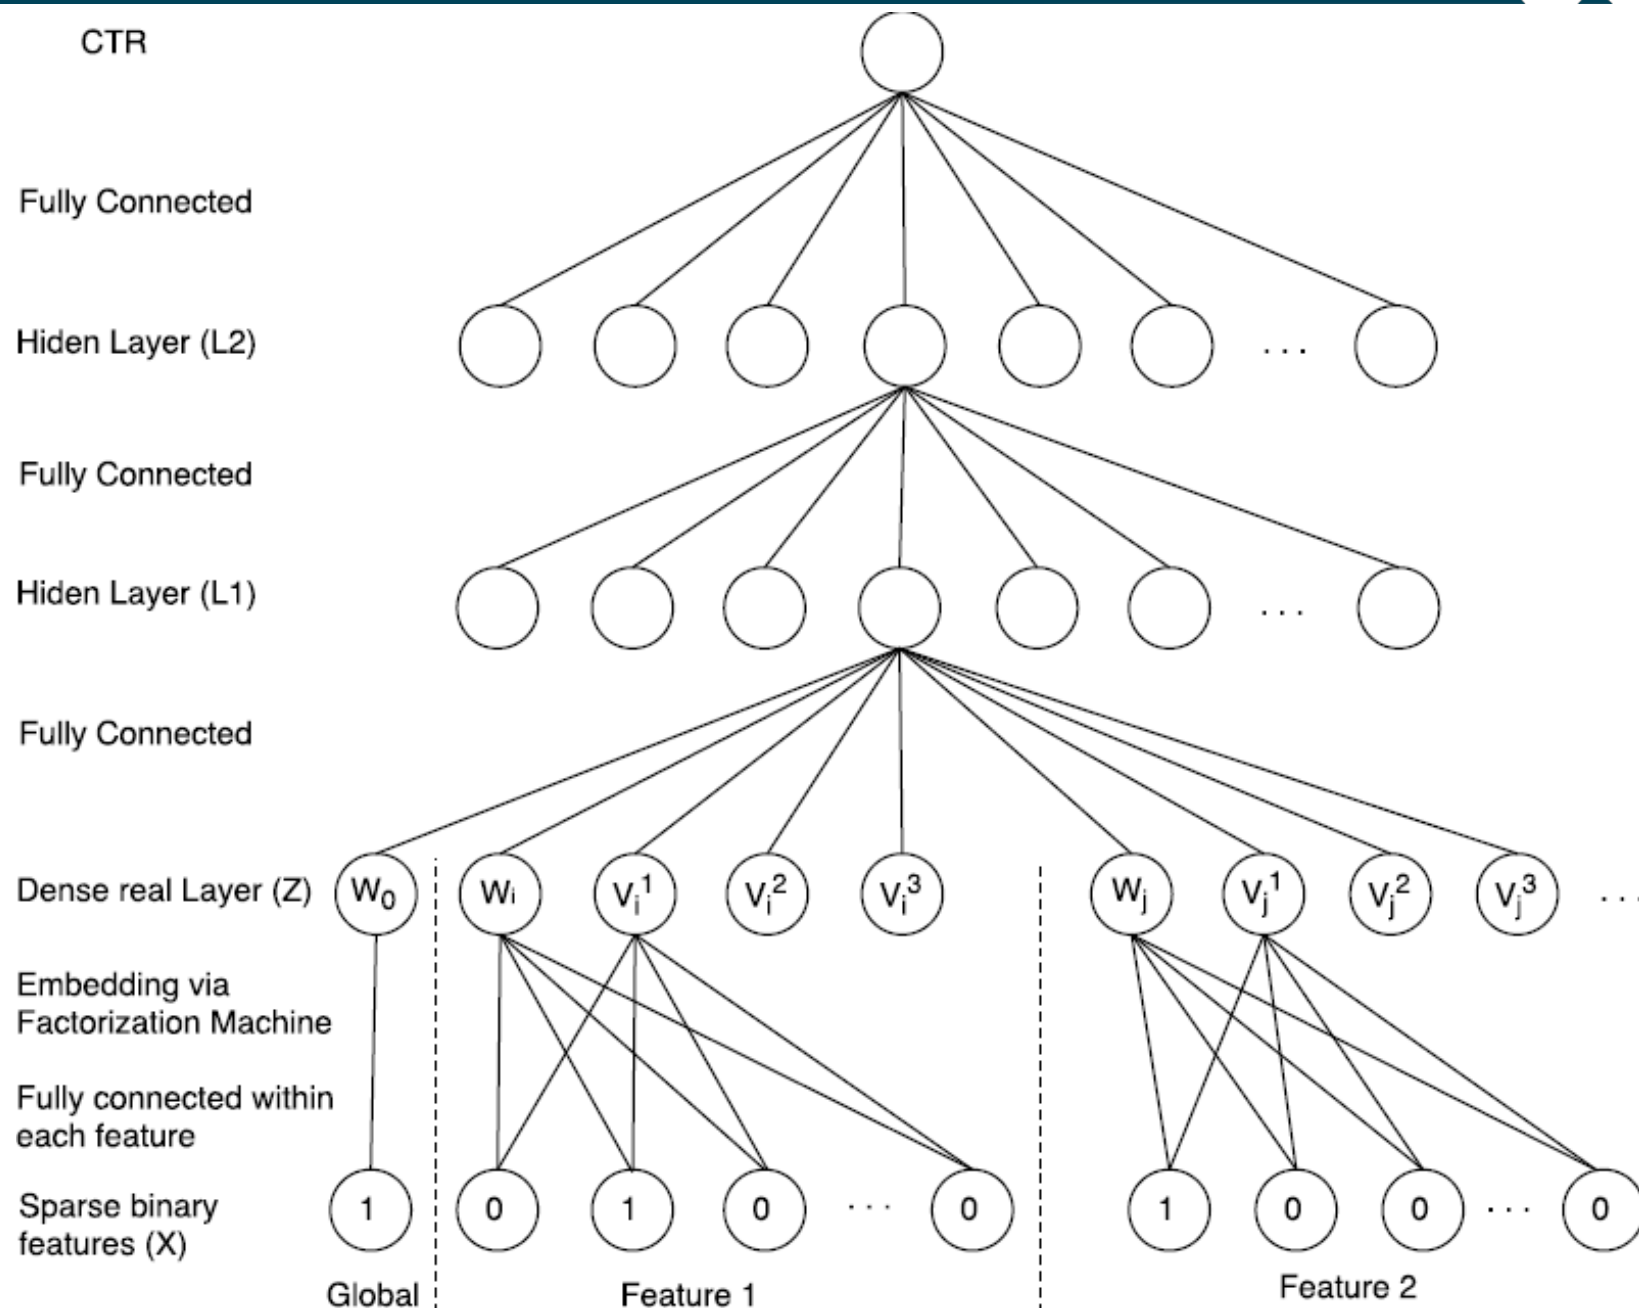 CTR
Fully Connected
Hiden Layer (L2)
. . .
Fully Connected
Hiden Layer (L1)
. . .
Fully Connected
Dense real Layer (Z) W₀ Wᵢ Vᵢ¹ Vᵢ² Vᵢ³ Wⱼ Vⱼ¹ Vⱼ² Vⱼ³ . . .
Embedding via
Factorization Machine
Fully connected within
each feature
Sparse binary
features (X)
1 0 1 0 . . . 0 1 0 0 . . . 0
Global Feature 1 Feature 2